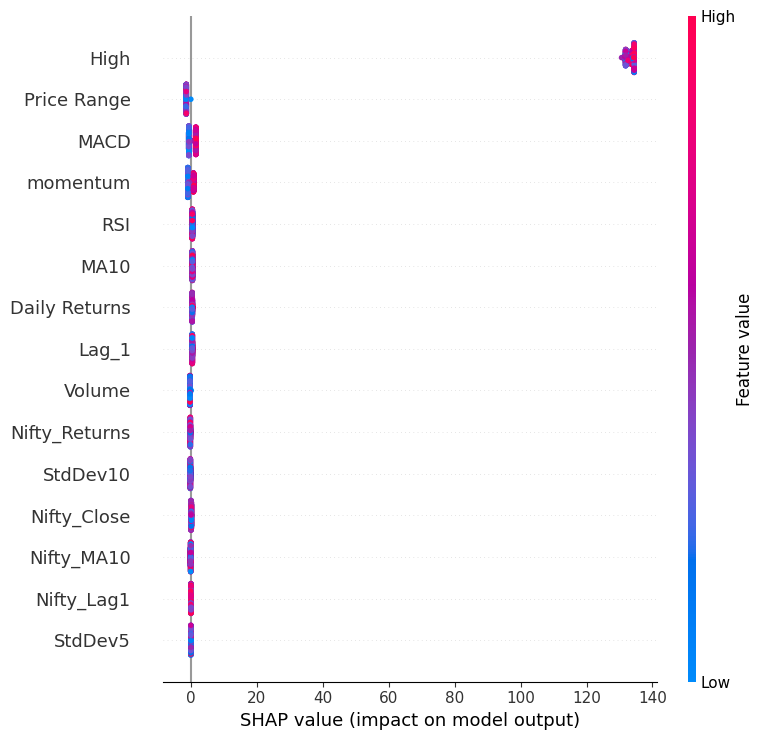 High
High
Price Range
MACD
momentum
RSI
MA10
Daily Returns
Lag_1
Volume
Nifty_Returns
StdDev10
Nifty_Close
Nifty_MA10
Nifty_Lag1
StdDev5
Feature value
Low
0 20 40 60 80 100 120 140
SHAP value (impact on model output)